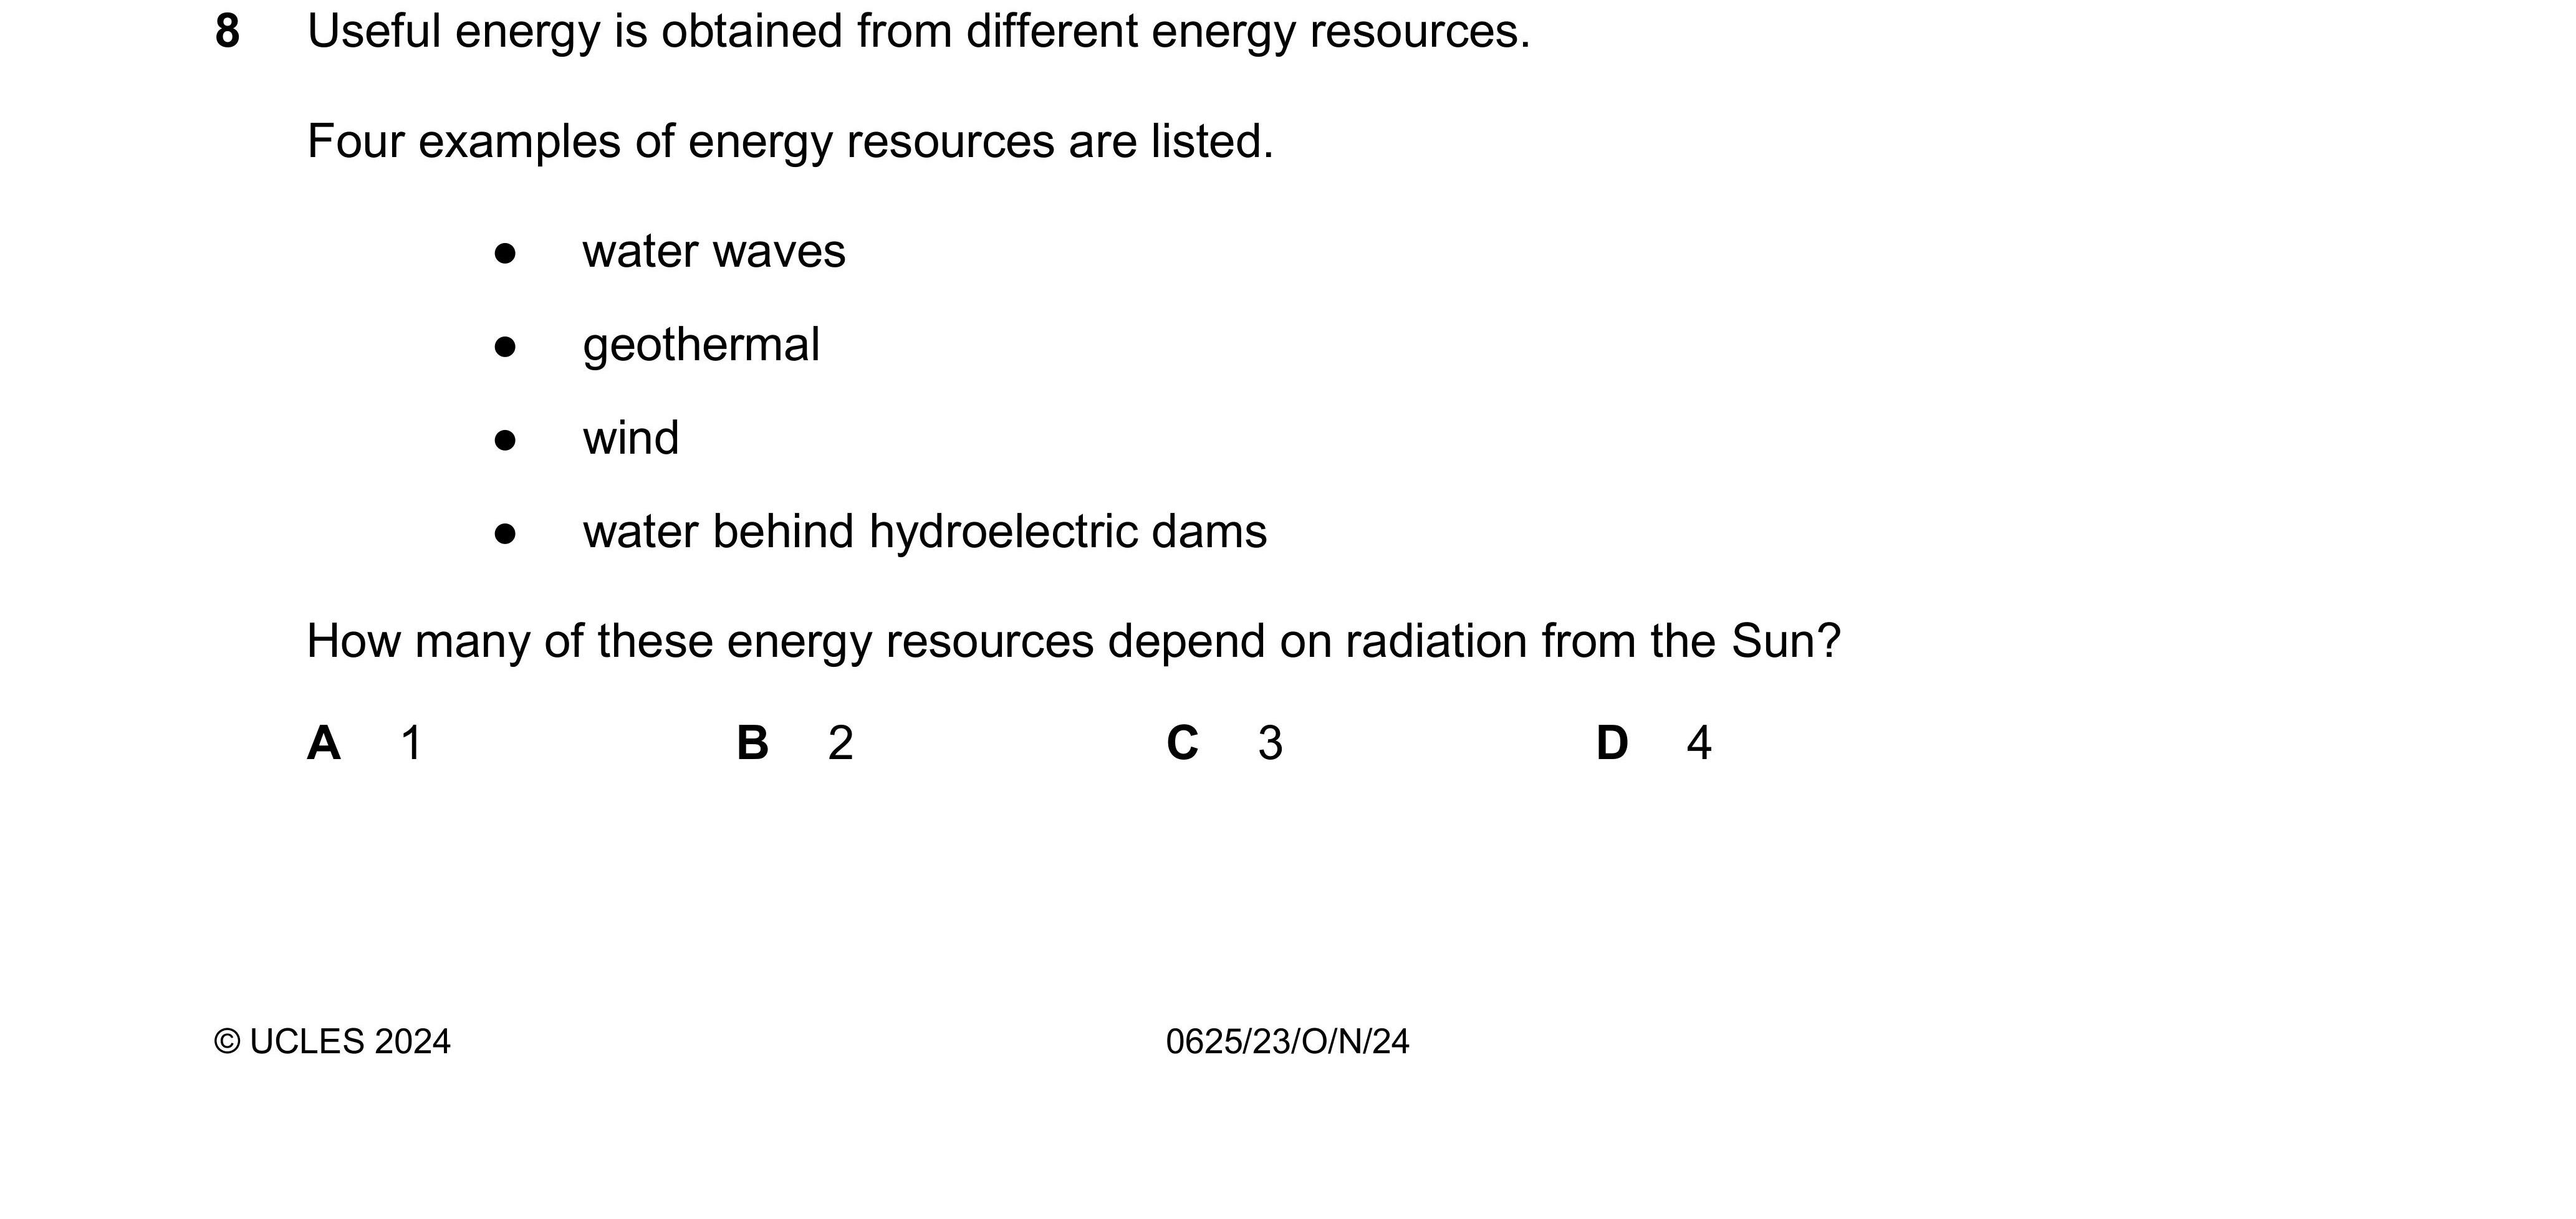 8 Useful energy is obtained from different energy resources.
Four examples of energy resources are listed.
● water waves
● geothermal
● wind
● water behind hydroelectric dams
How many of these energy resources depend on radiation from the Sun?
A 1 B 2 C 3 D 4
© UCLES 2024 0625/23/O/N/24